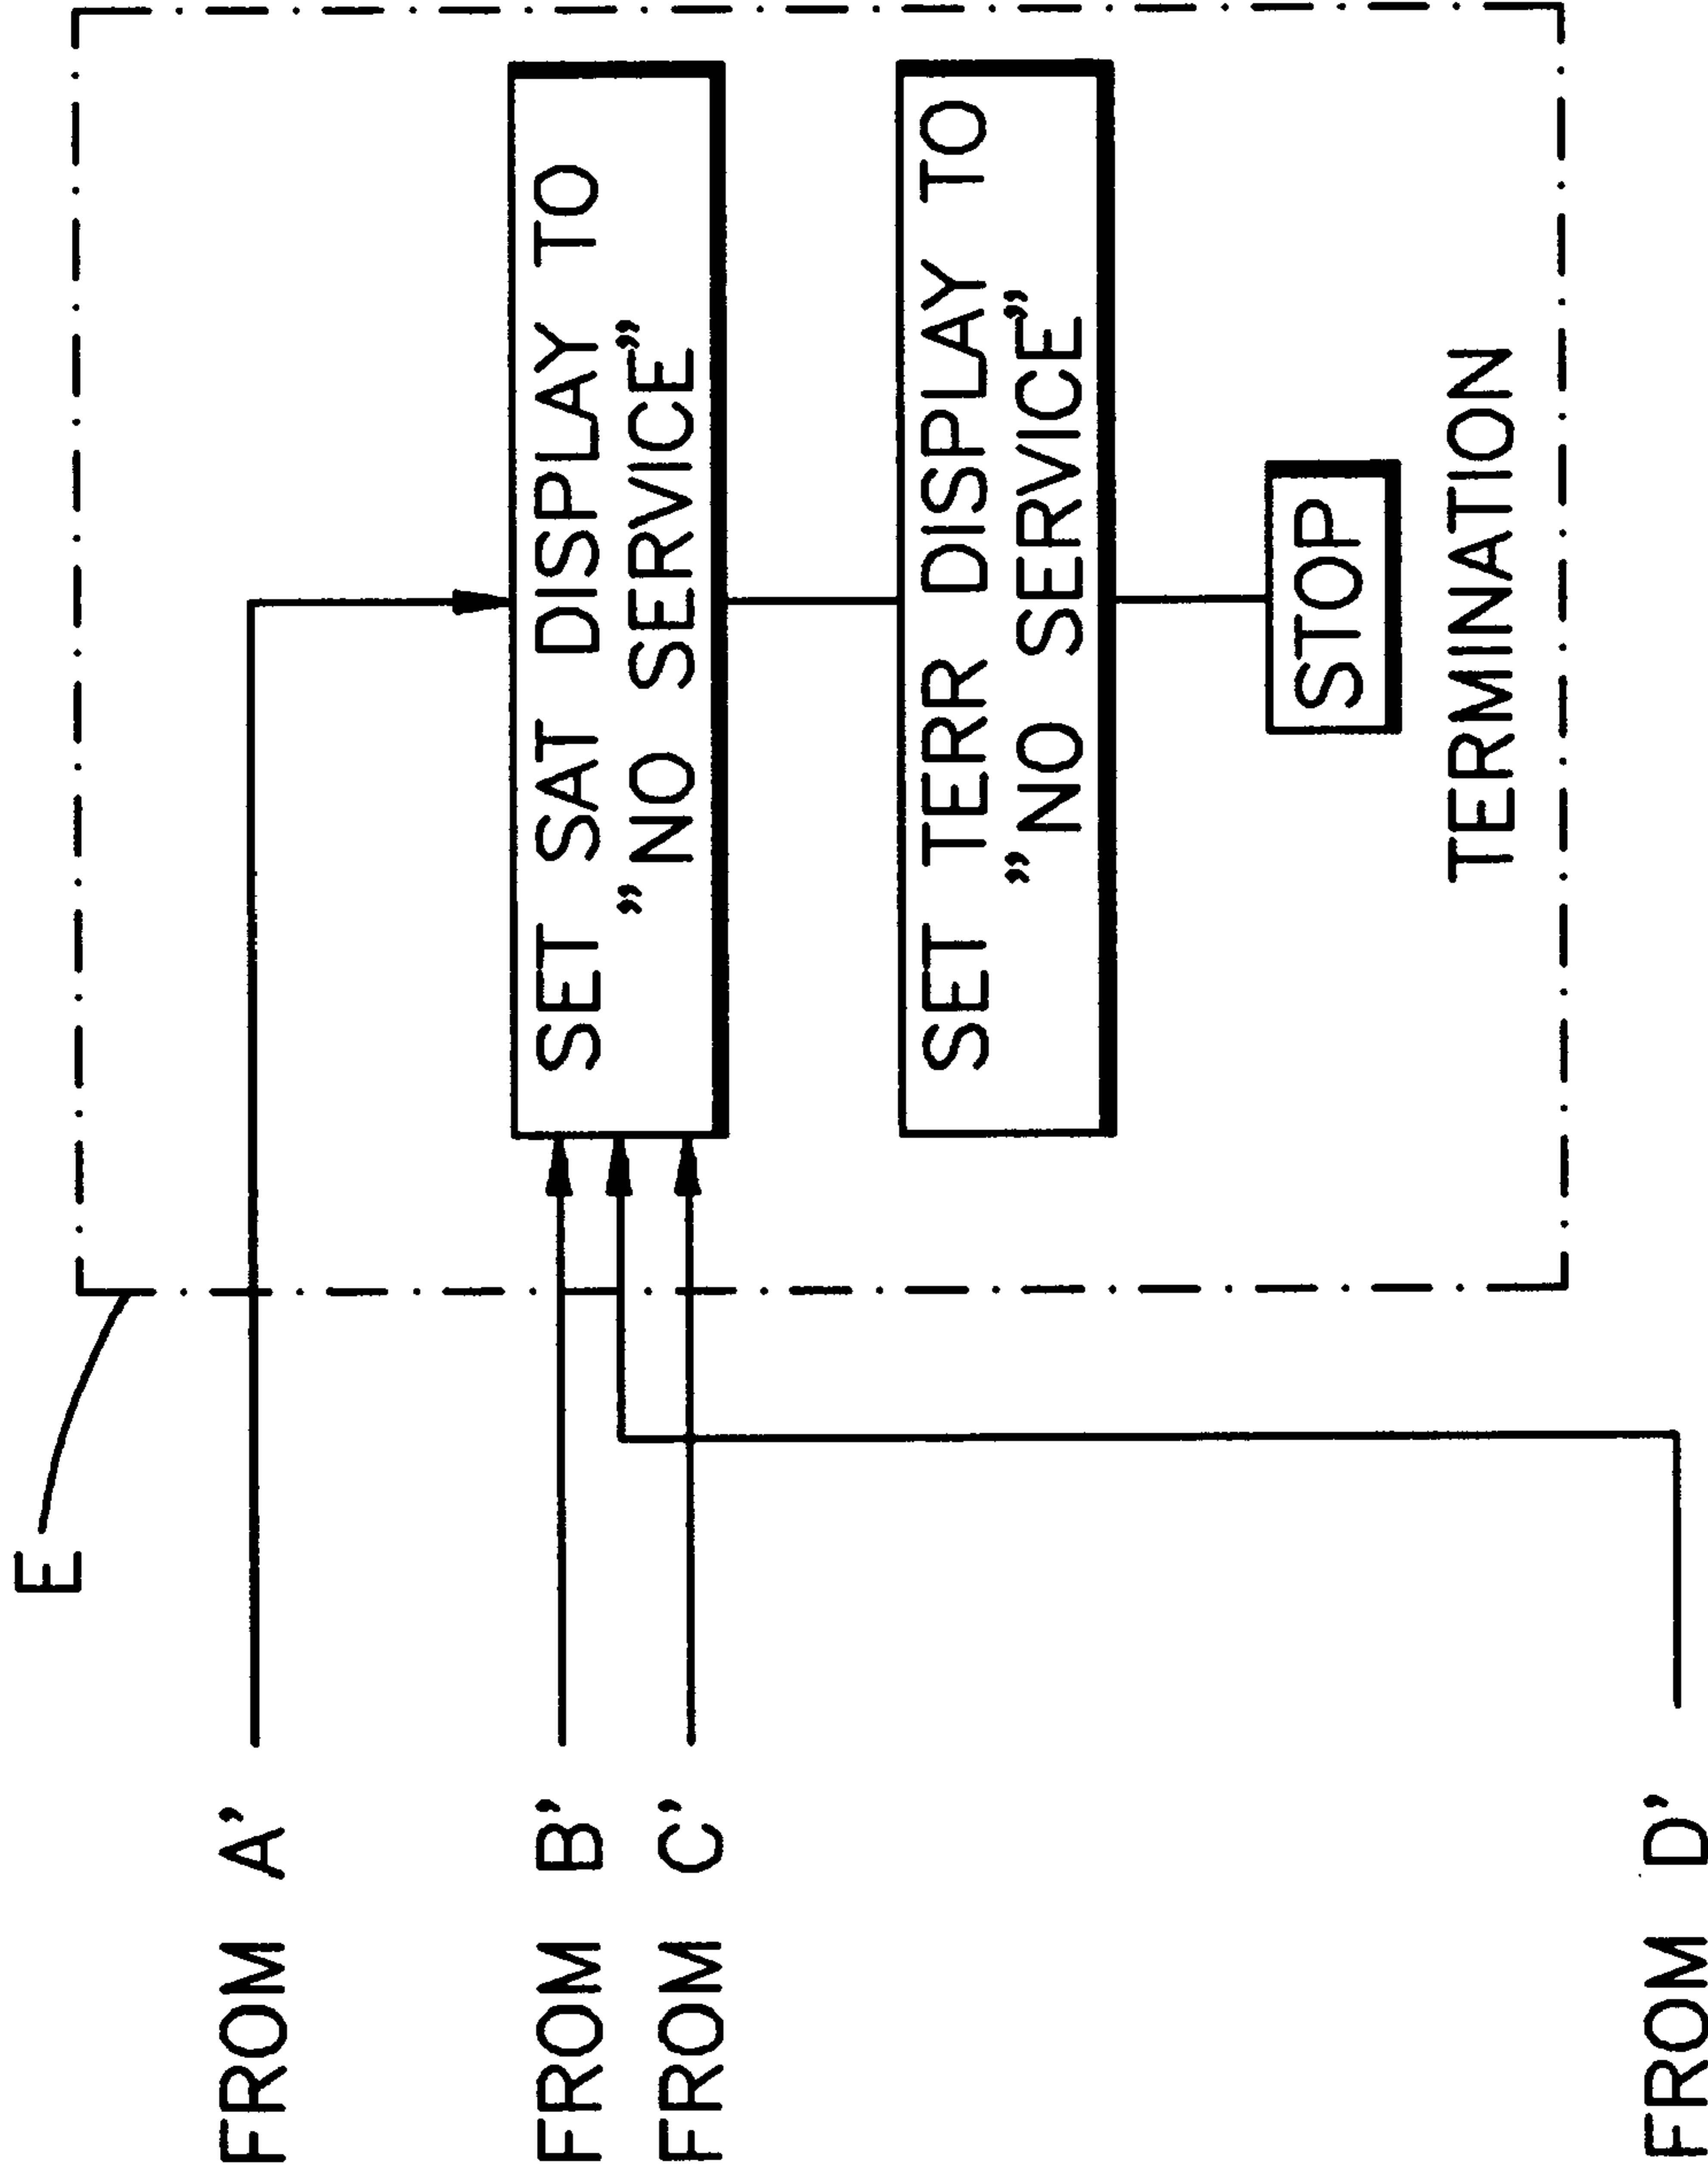 E
FROM A'
SET SAT DISPLAY TO
"NO SERVICE"
FROM B'
FROM C'
SET TERR DISPLAY TO
"NO SERVICE"
STOP
TERMINATION
FROM D'